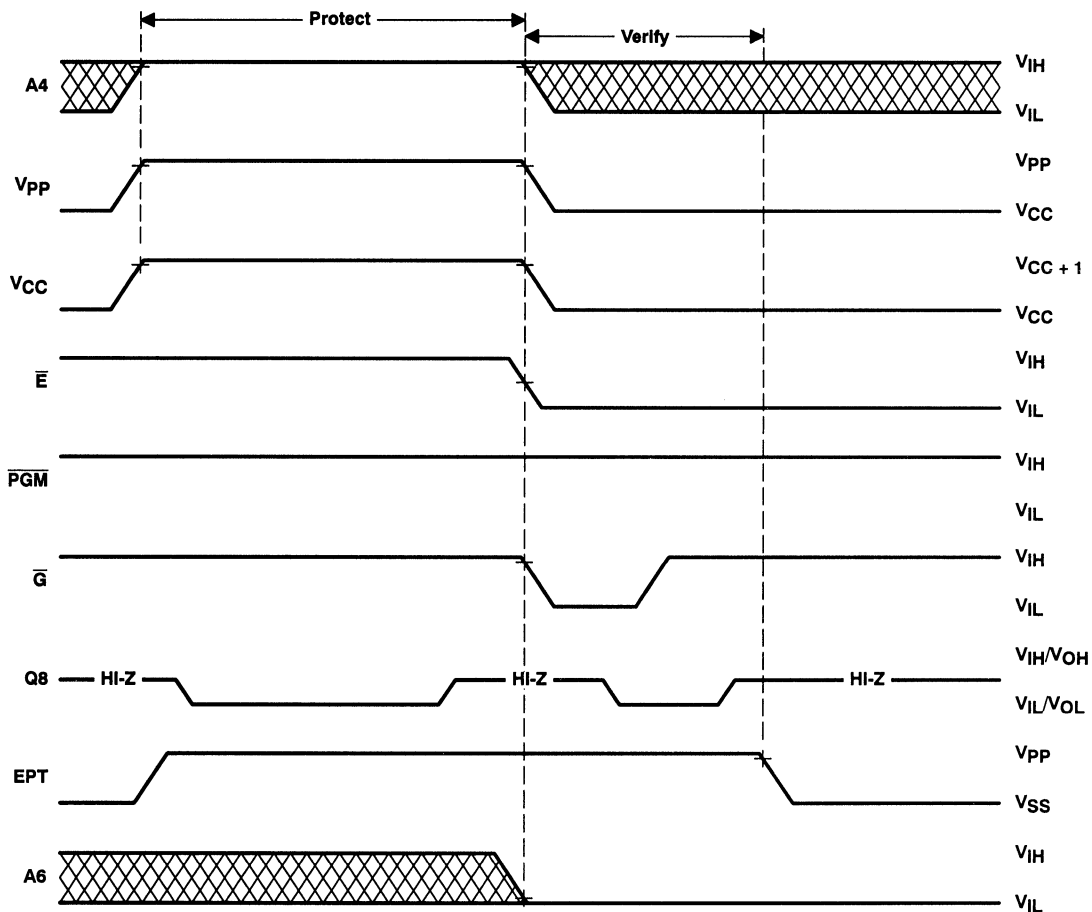 Protect
Verify
A4
VIH
VIL
VPP
VPP
VCC
VCC
VCC + 1
VCC
E
VIH
VIL
PGM
VIH
VIL
G
VIH
VIL
Q8
HI-Z
HI-Z
HI-Z
VIH/VOH
VIL/VOL
EPT
VPP
VSS
A6
VIH
VIL